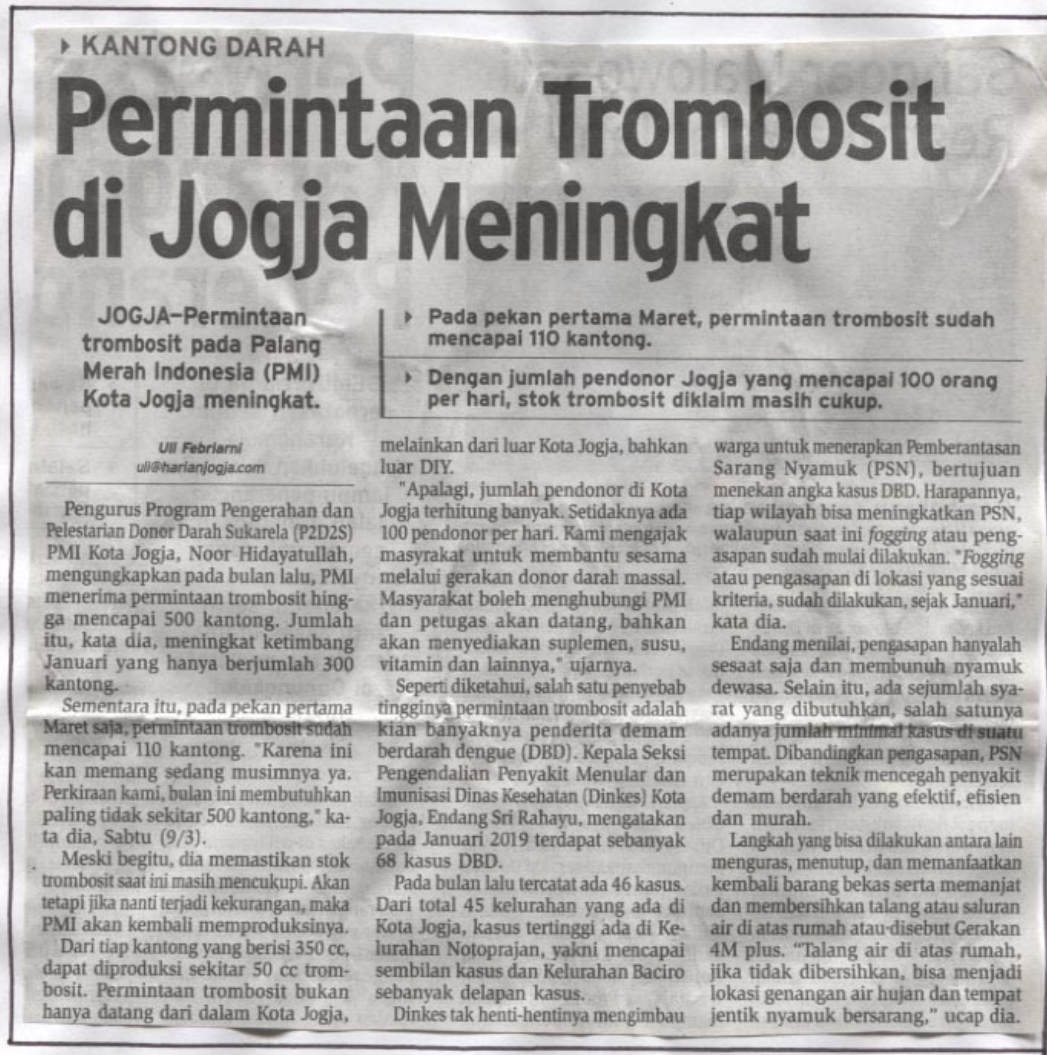 KANTONG DARAH
Permintaan Trombosit
di Jogja Meningkat
JOGJA–Permintaan
trombosit pada Palang
Merah Indonesia (PMI)
Kota Jogja meningkat.
Pada pekan pertama Maret, permintaan trombosit sudah
mencapai 110 kantong.
Dengan jumlah pendonor Jogja yang mencapai 100 orang
per hari, stok trombosit diklaim masih cukup.
Uli Febriarni
uli@harianjogja.com
Pengurus Program Pengerahan dan
Pelestarian Donor Darah Sukarela (P2D2S)
PMI Kota Jogja, Noor Hidayatullah,
mengungkapkan pada bulan lalu, PMI
menerima permintaan trombosit hing-
ga mencapai 500 kantong. Jumlah
itu, kata dia, meningkat ketimbang
Januari yang hanya berjumlah 300
kantong.
Sementara itu, pada pekan pertama
Maret saja, permintaan trombosit sudah
mencapai 110 kantong. "Karena ini
kan memang sedang musimnya ya.
Perkiraan kami, bulan ini membutuhkan
paling tidak sekitar 500 kantong," ka-
ta dia, Sabtu (9/3).
Meski begitu, dia memastikan stok
trombosit saat ini masih mencukupi. Akan
tetapi jika nanti terjadi kekurangan, maka
PMI akan kembali memproduksinya.
Dari tiap kantong yang berisi 350 cc,
dapat diproduksi sekitar 50 cc trom-
bosit. Permintaan trombosit bukan
hanya datang dari dalam Kota Jogja,
melainkan dari luar Kota Jogja, bahkan
luar DIY.
"Apalagi, jumlah pendonor di Kota
Jogja terhitung banyak. Setidaknya ada
100 pendonor per hari. Kami mengajak
masyrakat untuk membantu sesama
melalui gerakan donor darah massal.
Masyarakat boleh menghubungi PMI
dan petugas akan datang, bahkan
akan menyediakan suplemen, susu,
vitamin dan lainnya," ujarnya.
Seperti diketahui, salah satu penyebab
tingginya permintaan trombosit adalah
kian banyaknya penderita demam
berdarah dengue (DBD). Kepala Seksi
Pengendalian Penyakit Menular dan
Imunisasi Dinas Kesehatan (Dinkes) Kota
Jogja, Endang Sri Rahayu, mengatakan
pada Januari 2019 terdapat sebanyak
68 kasus DBD.
Pada bulan lalu tercatat ada 46 kasus.
Dari total 45 kelurahan yang ada di
Kota Jogja, kasus tertinggi ada di Ke-
lurahan Notoprajan, yakni mencapai
sembilan kasus dan Kelurahan Baciro
sebanyak delapan kasus.
Dinkes tak henti-hentinya mengimbau
warga untuk menerapkan Pemberantasan
Sarang Nyamuk (PSN), bertujuan
menekan angka kasus DBD. Harapannya,
tiap wilayah bisa meningkatkan PSN,
walaupun saat ini fogging atau peng-
asapan sudah mulai dilakukan. "Fogging
atau pengasapan di lokasi yang sesuai
kriteria, sudah dilakukan, sejak Januari,"
kata dia.
Endang menilai, pengasapan hanyalah
sesaat saja dan membunuh nyamuk
dewasa. Selain itu, ada sejumlah sya-
rat yang dibutuhkan, salah satunya
adanya jumlah minimal kasus di suatu
tempat. Dibandingkan pengasapan, PSN
merupakan teknik mencegah penyakit
demam berdarah yang efektif, efisien
dan murah.
Langkah yang bisa dilakukan antara lain
menguras, menutup, dan memanfaatkan
kembali barang bekas serta memanjat
dan membersihkan talang atau saluran
air di atas rumah atau-disebut Gerakan
4M plus. "Talang air di atas rumah,
jika tidak dibersihkan, bisa menjadi
lokasi genangan air hujan dan tempat
jentik nyamuk bersarang," ucap dia.